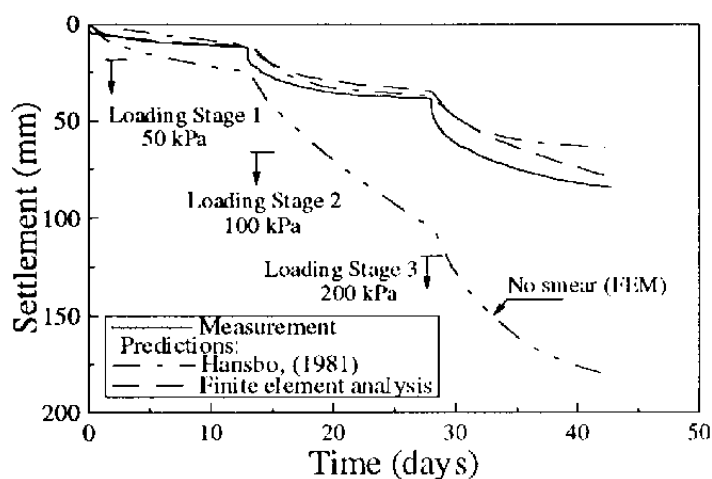 0
50
100
150
200
Settlement (mm)
Loading Stage 1
50 kPa
Loading Stage 2
100 kPa
Loading Stage 3
200 kPa
No smear (FEM)
Measurement
Predictions:
Hansbo, (1981)
Finite element analysis
0 10 20 30 40 50
Time (days)